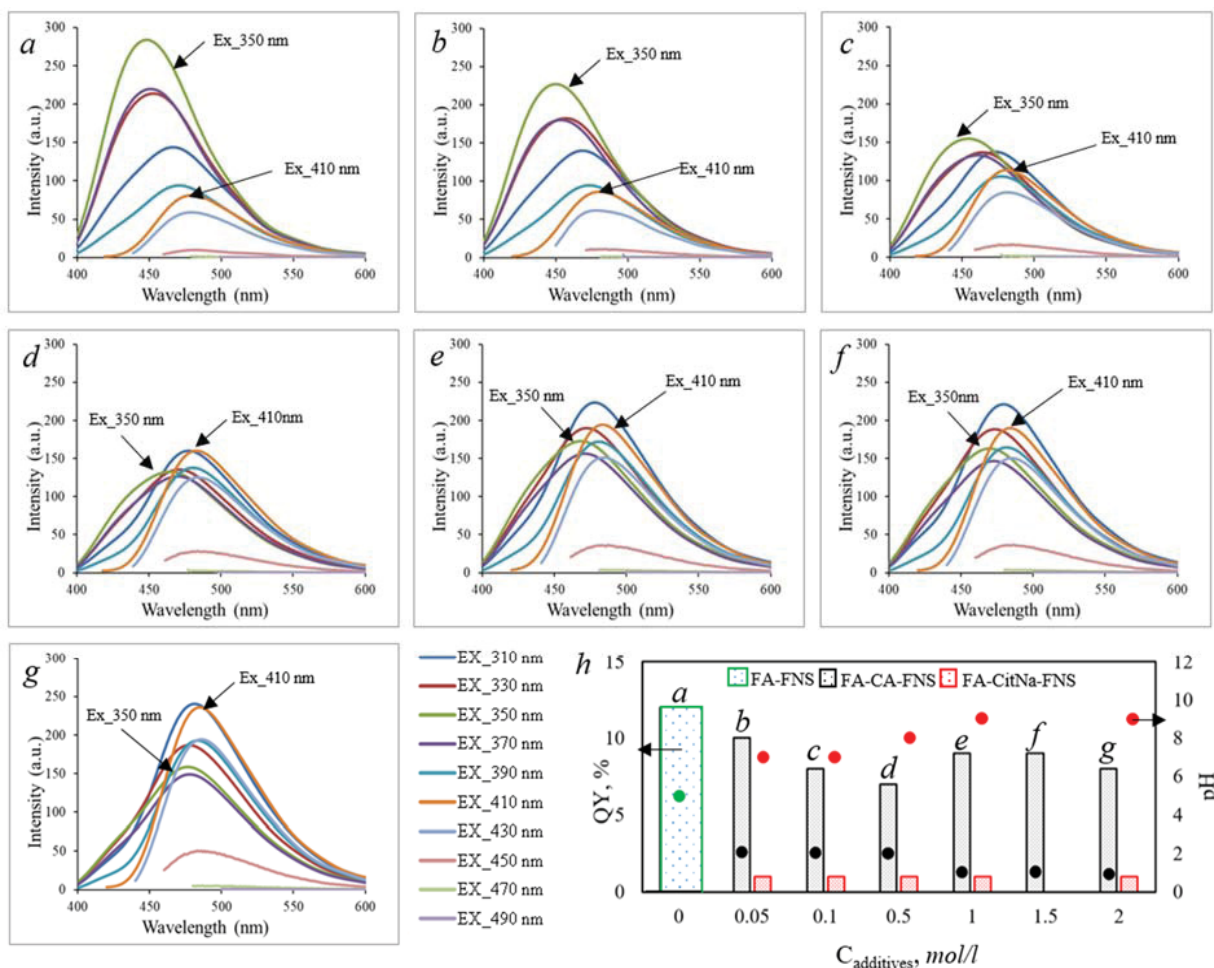 a
Ex_350 nm
Ex_410 nm
Intensity (a.u.)
300
250
200
150
100
50
0
400 450 500 550 600
Wavelength (nm)
b
Ex_350 nm
Ex_410 nm
Intensity (a.u.)
300
250
200
150
100
50
0
400 450 500 550 600
Wavelength (nm)
c
Ex_350 nm
Ex_410 nm
Intensity (a.u.)
300
250
200
150
100
50
0
400 450 500 550 600
Wavelength (nm)
d
Ex_350 nm
Ex_410nm
Intensity (a.u.)
300
250
200
150
100
50
0
400 450 500 550 600
Wavelength (nm)
e
Ex_350 nm
Ex_410 nm
Intensity (a.u.)
300
250
200
150
100
50
0
400 450 500 550 600
Wavelength (nm)
f
Ex_350nm
Ex_410 nm
Intensity (a.u.)
300
250
200
150
100
50
0
400 450 500 550 600
Wavelength (nm)
g
Ex_410 nm
Ex_350 nm
Intensity (a.u.)
300
250
200
150
100
50
0
400 450 500 550 600
Wavelength (nm)
EX_310 nm
EX_330 nm
EX_350 nm
EX_370 nm
EX_390 nm
EX_410 nm
EX_430 nm
EX_450 nm
EX_470 nm
EX_490 nm
h
FA-FNS FA-CA-FNS FA-CitNa-FNS
a b c d e f g
QY, %
15
10
5
0
pH
12
10
8
6
4
2
0
0 0.05 0.1 0.5 1 1.5 2
Cadditives, mol/l